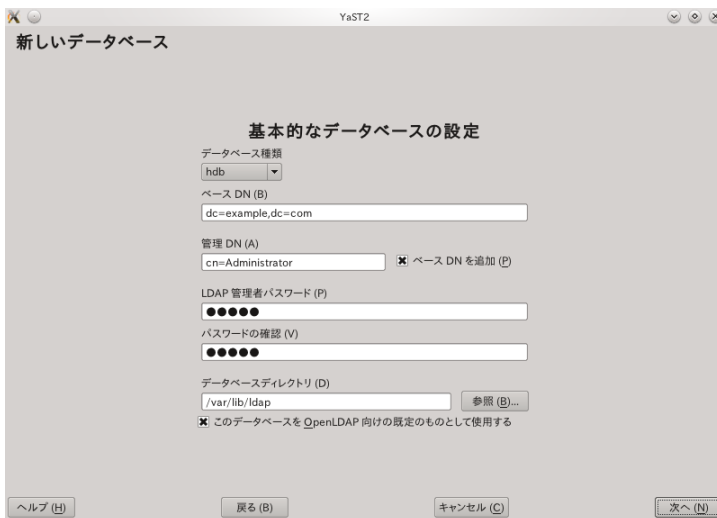 YaST2
新しいデータベース
基本的なデータベースの設定
データベース種類
hdb
ベース DN (B)
dc=example,dc=com
管理 DN (A)
cn=Administrator
ベース DN を追加 (P)
LDAP 管理者パスワード (P)
●●●●●
パスワードの確認 (V)
●●●●●
データベースディレクトリ (D)
/var/lib/ldap
参照 (B)...
このデータベースを OpenLDAP 向けの既定のものとして使用する
ヘルプ (H)
戻る (B)
キャンセル (C)
次へ (N)